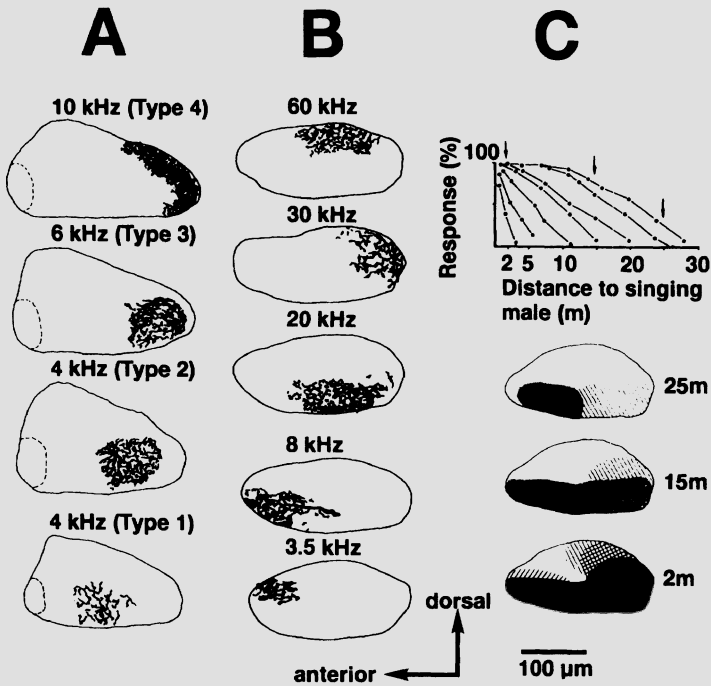 A
B
C
10 kHz (Type 4)
6 kHz (Type 3)
4 kHz (Type 2)
4 kHz (Type 1)
60 kHz
30 kHz
20 kHz
8 kHz
3.5 kHz
dorsal
anterior
100
Response (%)
2 5 10 20 30
Distance to singing
male (m)
25m
15m
2m
100 µm